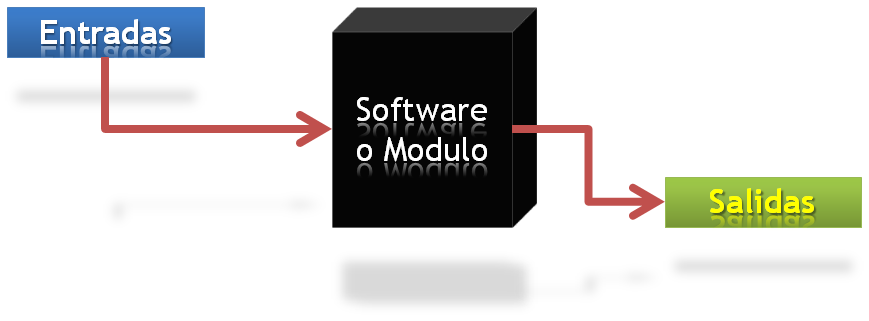 Entradas
Software
o Modulo
Salidas